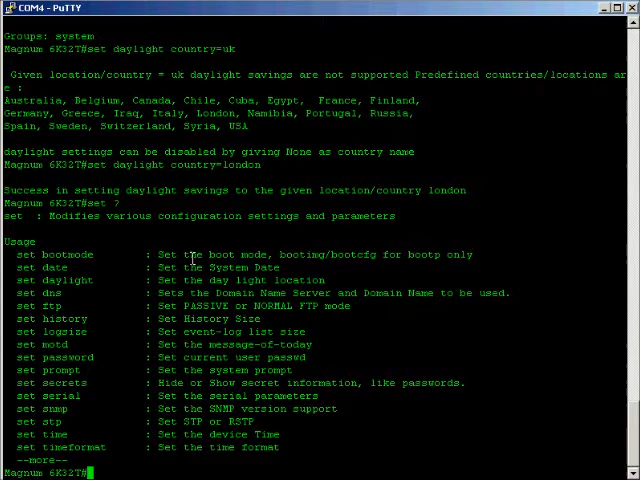 COM4 - PuTTY
Groups: system
Magnum 6K32T#set daylight country=uk
Given location/country = uk daylight savings are not supported Predefined countries/locations ar
e :
Australia, Belgium, Canada, Chile, Cuba, Egypt,  France, Finland,
Germany, Greece, Iraq, Italy, London, Namibia, Portugal, Russia,
Spain, Sweden, Switzerland, Syria, USA
daylight settings can be disabled by giving None as country name
Magnum 6K32T#set daylight country=london
Success in setting daylight savings to the given location/country london
Magnum 6K32T#set ?
set  : Modifies various configuration settings and parameters
Usage
set bootmode        : Set the boot mode, bootimg/bootcfg for bootp only
set date            : Set the System Date
set daylight        : Set the day light location
set dns             : Sets the Domain Name Server and Domain Name to be used.
set ftp             : Set PASSIVE or NORMAL FTP mode
set history         : Set History Size
set logsize         : Set event-log list size
set motd            : Set the message-of-today
set password        : Set current user passwd
set prompt          : Set the system prompt
set secrets         : Hide or Show secret information, like passwords.
set serial          : Set the serial parameters
set snmp            : Set the SNMP version support
set stp             : Set STP or RSTP
set time            : Set the device Time
set timeformat      : Set the time format
--more--
Magnum 6K32T#